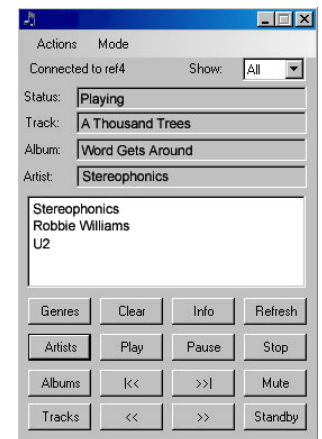 Actions Mode
Connected to ref4 Show: All
Status: Playing
Track: A Thousand Trees
Album: Word Gets Around
Artist: Stereophonics
Stereophonics
Robbie Williams
U2
Genres Clear Info Refresh
Artists Play Pause Stop
Albums |<< >>| Mute
Tracks << >> Standby